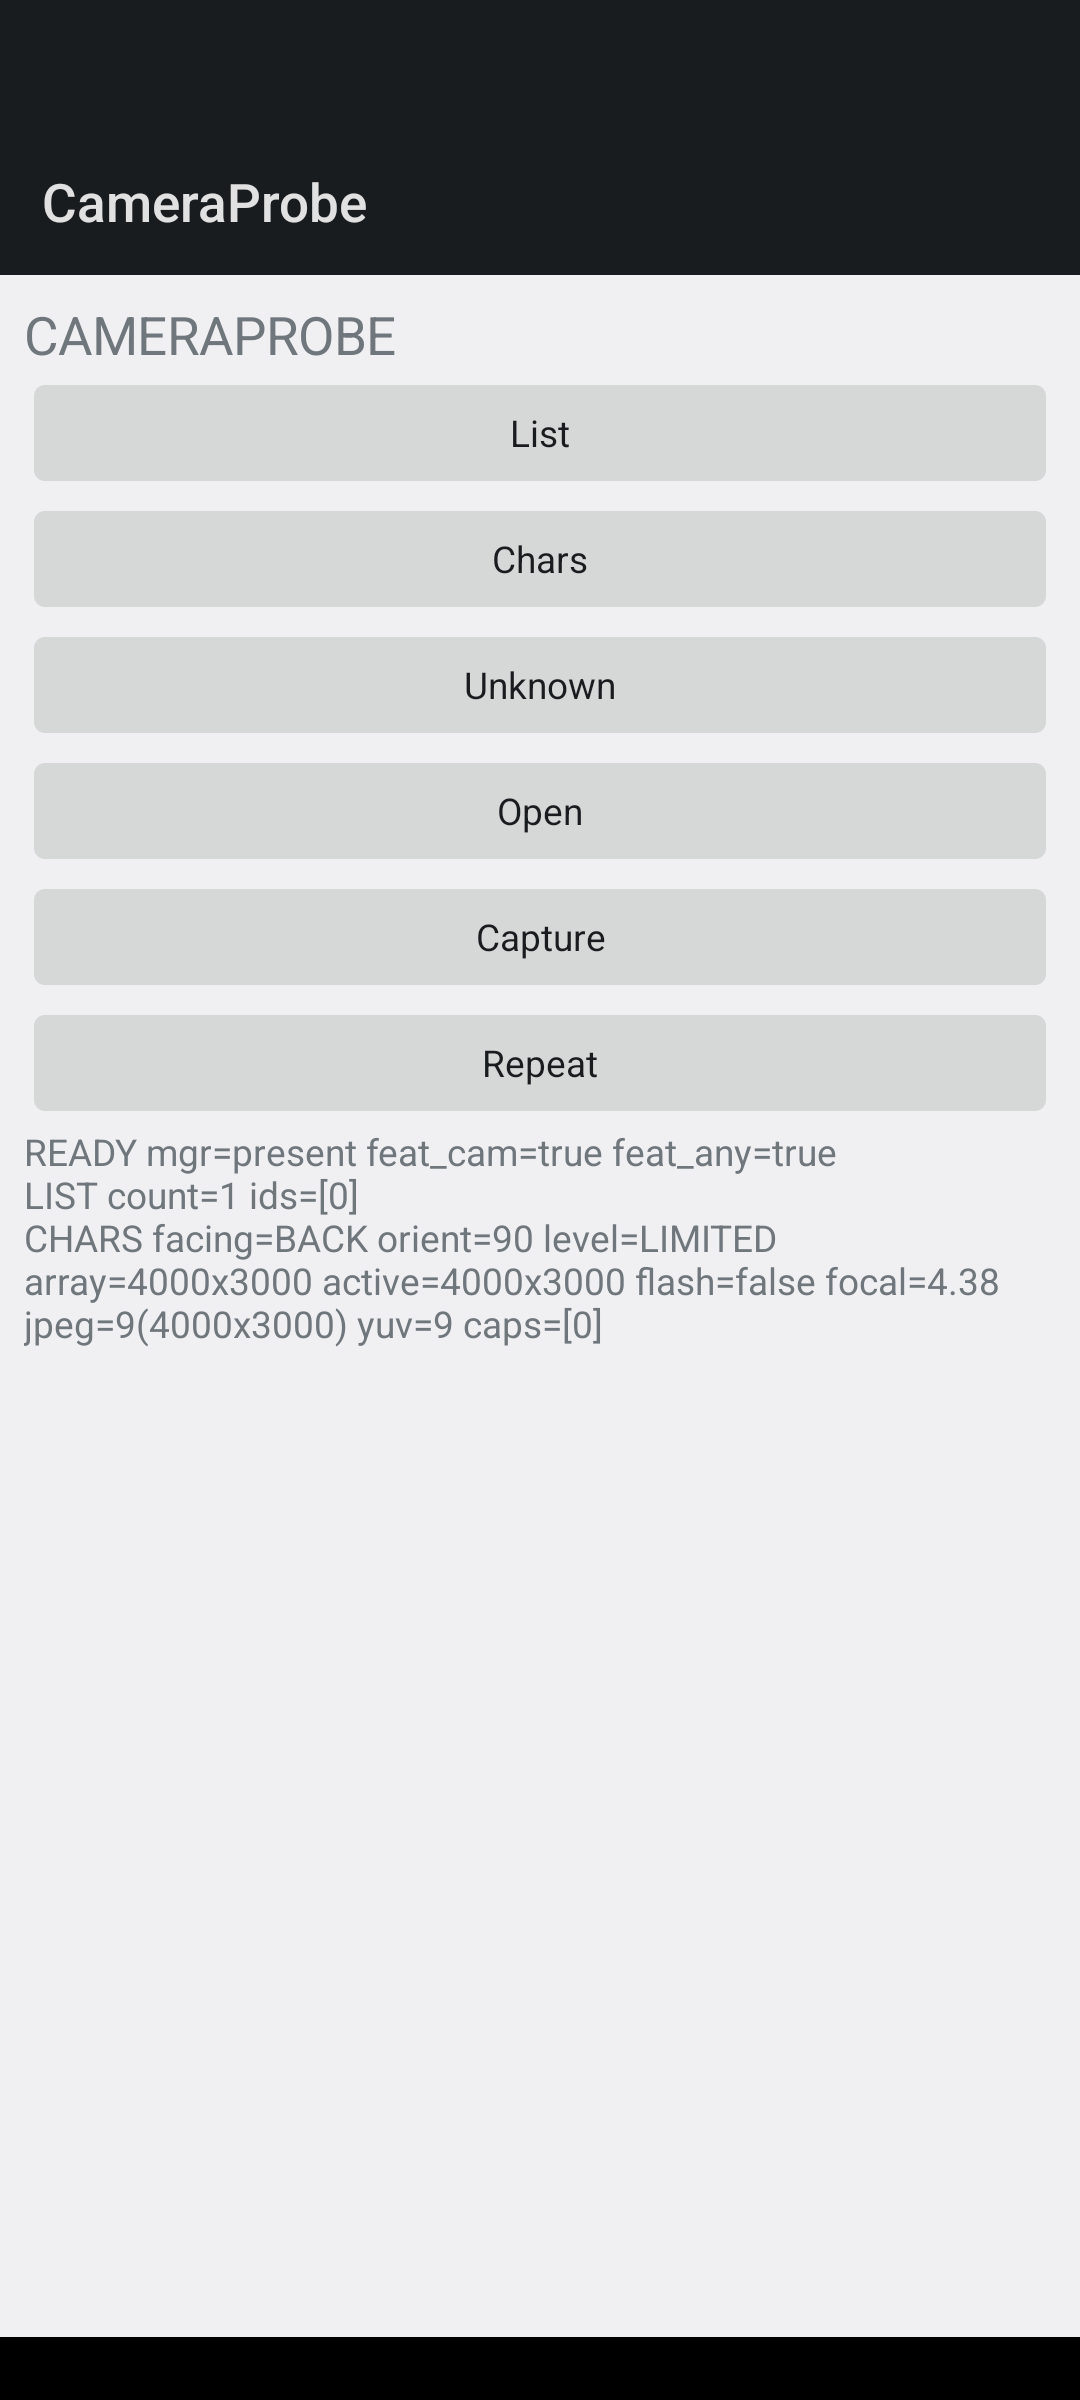 CameraProbe
CAMERAPROBE
List
Chars
Unknown
Open
Capture
Repeat
READY mgr=present feat_cam=true feat_any=true
LIST count=1 ids=[0]
CHARS facing=BACK orient=90 level=LIMITED
array=4000x3000 active=4000x3000 flash=false focal=4.38
jpeg=9(4000x3000) yuv=9 caps=[0]